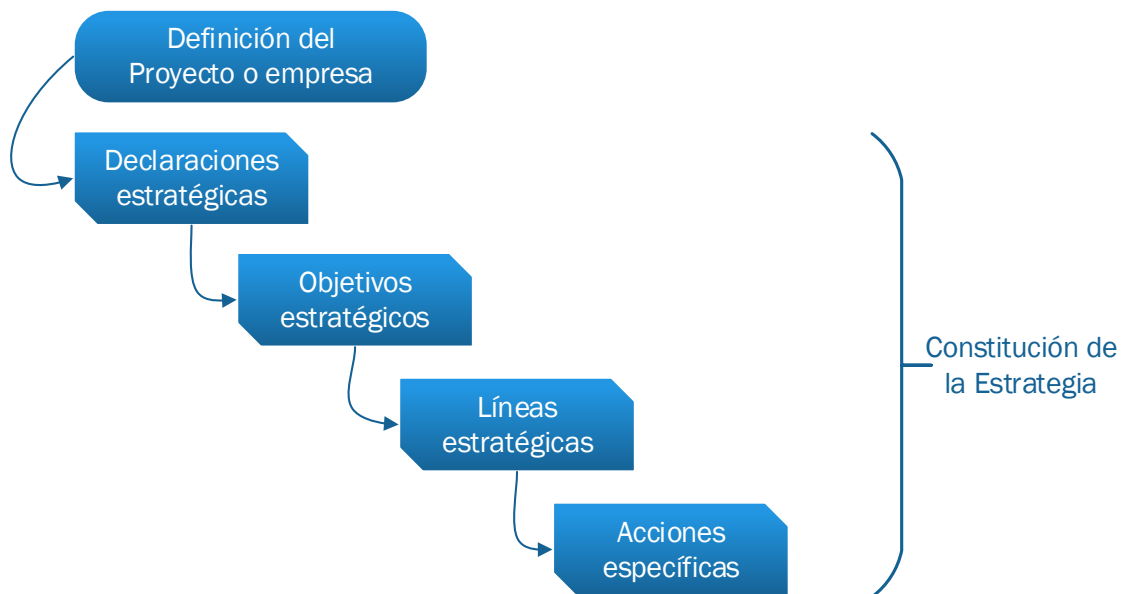 Definición del
Proyecto o empresa
Declaraciones
estratégicas
Objetivos
estratégicos
Líneas
estratégicas
Acciones
específicas
Constitución de
la Estrategia